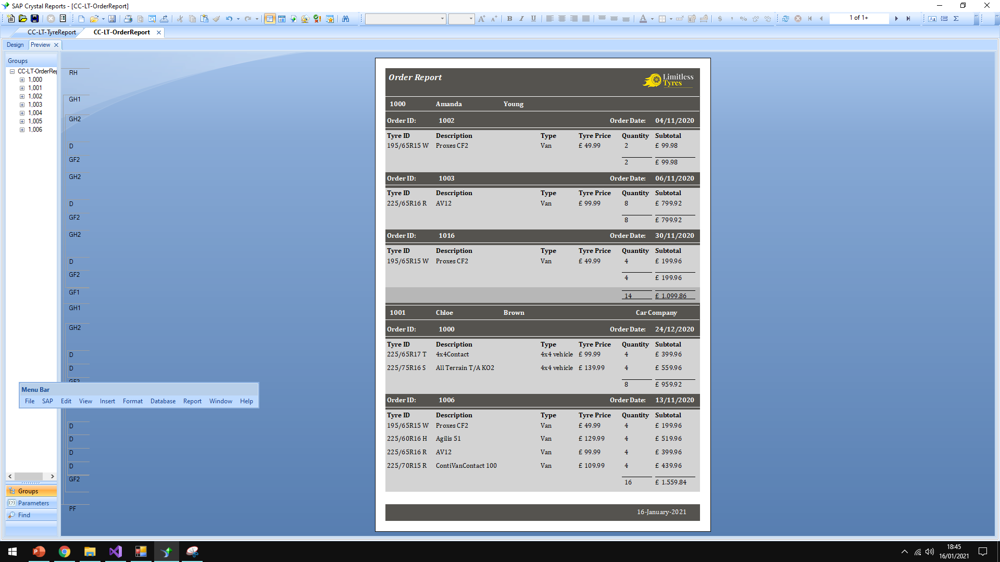 SAP Crystal Reports - [CC-LT-OrderReport]
1 of 1+
CC-LT-TyreReport CC-LT-OrderReport
Design Preview
Groups
CC-LT-OrderRep
1,000
1,001
1,002
1,003
1,004
1,005
1,006
Groups
Parameters
Find
RH
GH1
GH2
D
GF2
GH2
D
GF2
GH2
D
GF2
GF1
GH1
GH2
D
D
GF2
D
D
D
D
GF2
PF
Menu Bar
File SAP Edit View Insert Format Database Report Window Help
Order Report
Limitless
Tyres
1000 Amanda Young
Order ID: 1002 Order Date: 04/11/2020
Tyre ID Description Type Tyre Price Quantity Subtotal
195/65R15 W Proxes CF2 Van £ 49.99 2 £ 99.98
2 £ 99.98
Order ID: 1003 Order Date: 06/11/2020
Tyre ID Description Type Tyre Price Quantity Subtotal
225/65R16 R AV12 Van £ 99.99 8 £ 799.92
8 £ 799.92
Order ID: 1016 Order Date: 30/11/2020
Tyre ID Description Type Tyre Price Quantity Subtotal
195/65R15 W Proxes CF2 Van £ 49.99 4 £ 199.96
4 £ 199.96
14 £ 1.099.86
1001 Chloe Brown Car Company
Order ID: 1000 Order Date: 24/12/2020
Tyre ID Description Type Tyre Price Quantity Subtotal
225/65R17 T 4x4Contact 4x4 vehicle £ 99.99 4 £ 399.96
225/75R16 S All Terrain T/A KO2 4x4 vehicle £ 139.99 4 £ 559.96
8 £ 959.92
Order ID: 1006 Order Date: 13/11/2020
Tyre ID Description Type Tyre Price Quantity Subtotal
195/65R15 W Proxes CF2 Van £ 49.99 4 £ 199.96
225/60R16 H Agilis 51 Van £ 129.99 4 £ 519.96
225/65R16 R AV12 Van £ 99.99 4 £ 399.96
225/70R15 R ContiVanContact 100 Van £ 109.99 4 £ 439.96
16 £ 1.559.84
16-January-2021
18:45
16/01/2021